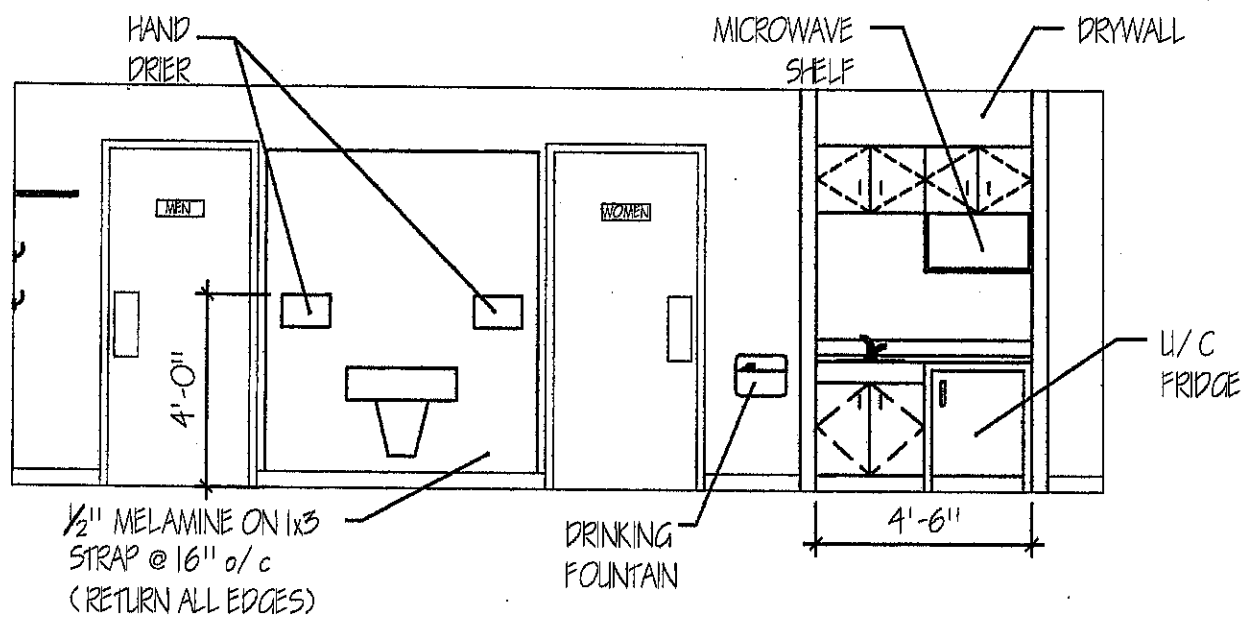 HAND
DRIER
MICROWAVE
SHELF
DRYWALL
MEN
WOMEN
4'-0"
U/C
FRIDGE
1/2" MELAMINE ON 1x3
STRAP @ 16" o/c
(RETURN ALL EDGES)
DRINKING
FOUNTAIN
4'-6"